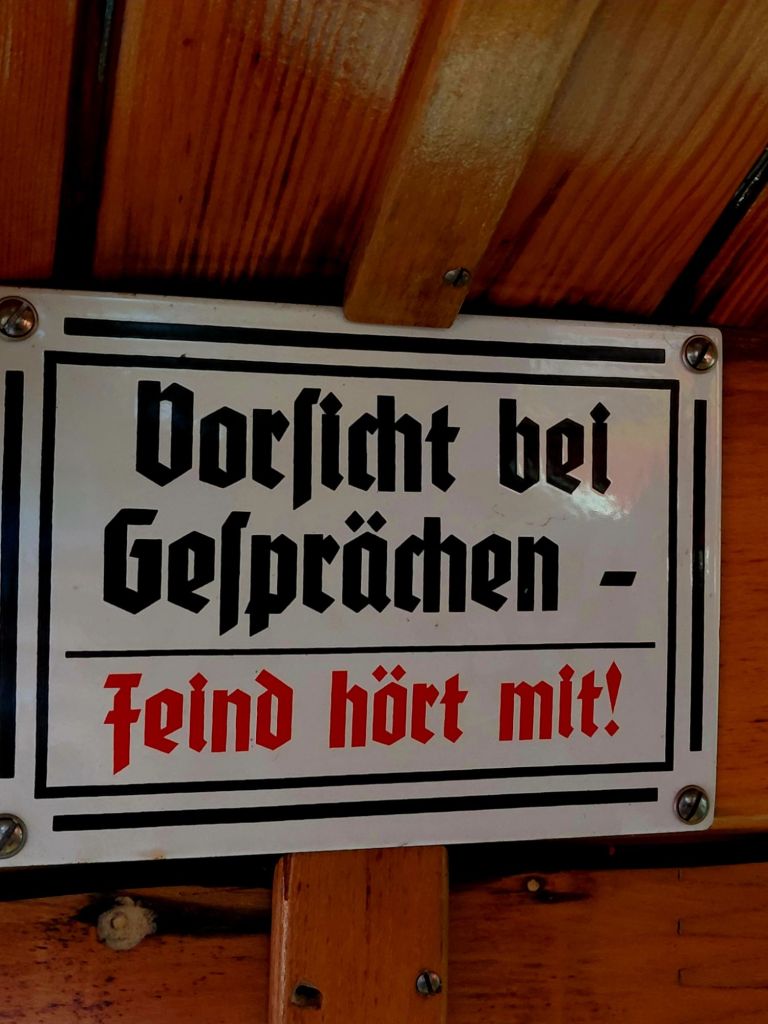 Vorſicht bei
Geſprächen -
Feind hört mit!